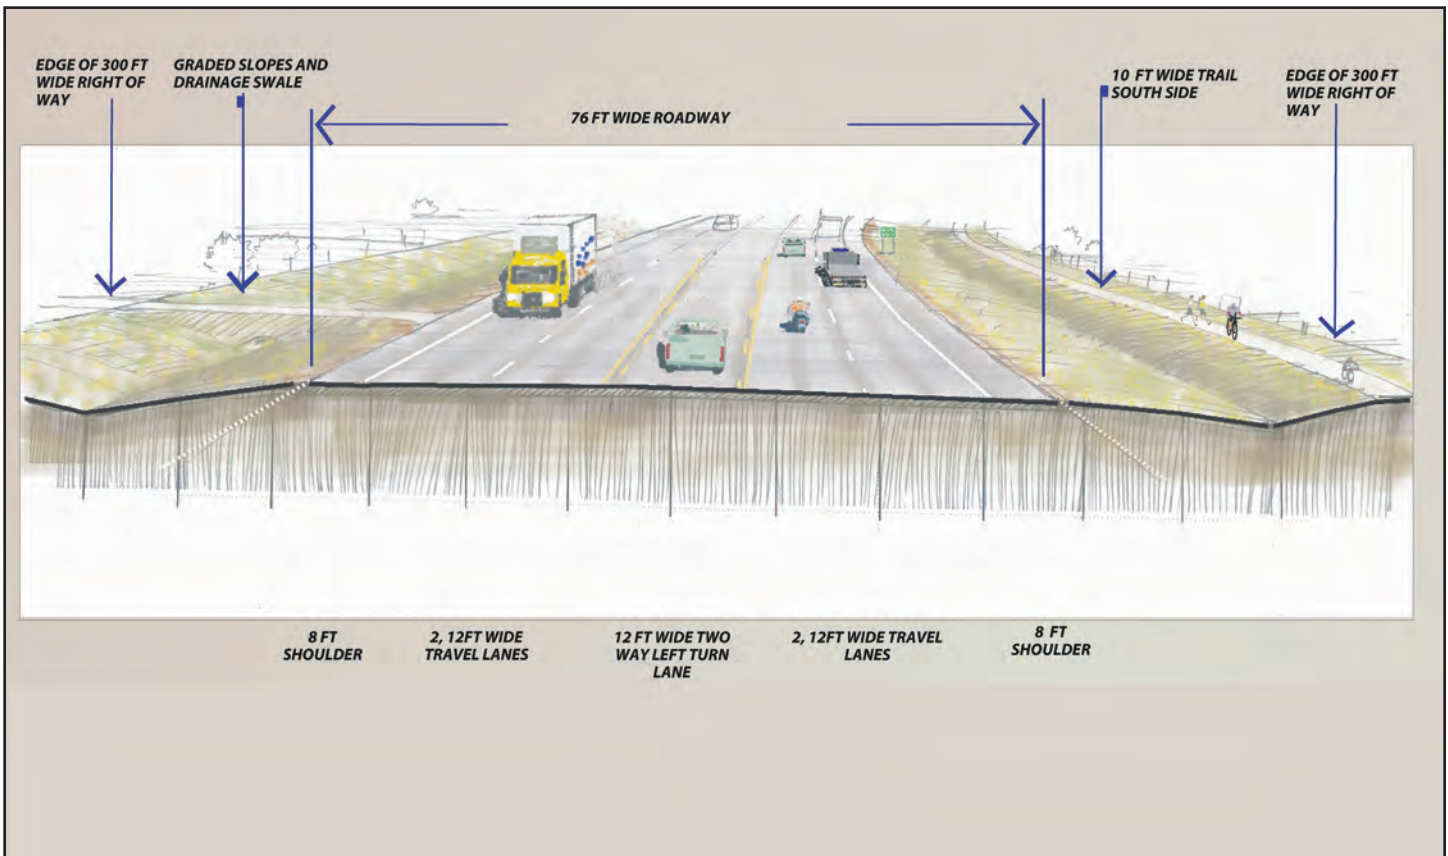 EDGE OF 300 FT
WIDE RIGHT OF
WAY
GRADED SLOPES AND
DRAINAGE SWALE
76 FT WIDE ROADWAY
10 FT WIDE TRAIL
SOUTH SIDE
EDGE OF 300 FT
WIDE RIGHT OF
WAY
8 FT
SHOULDER
2, 12FT WIDE
TRAVEL LANES
12 FT WIDE TWO
WAY LEFT TURN
LANE
2, 12FT WIDE TRAVEL
LANES
8 FT
SHOULDER